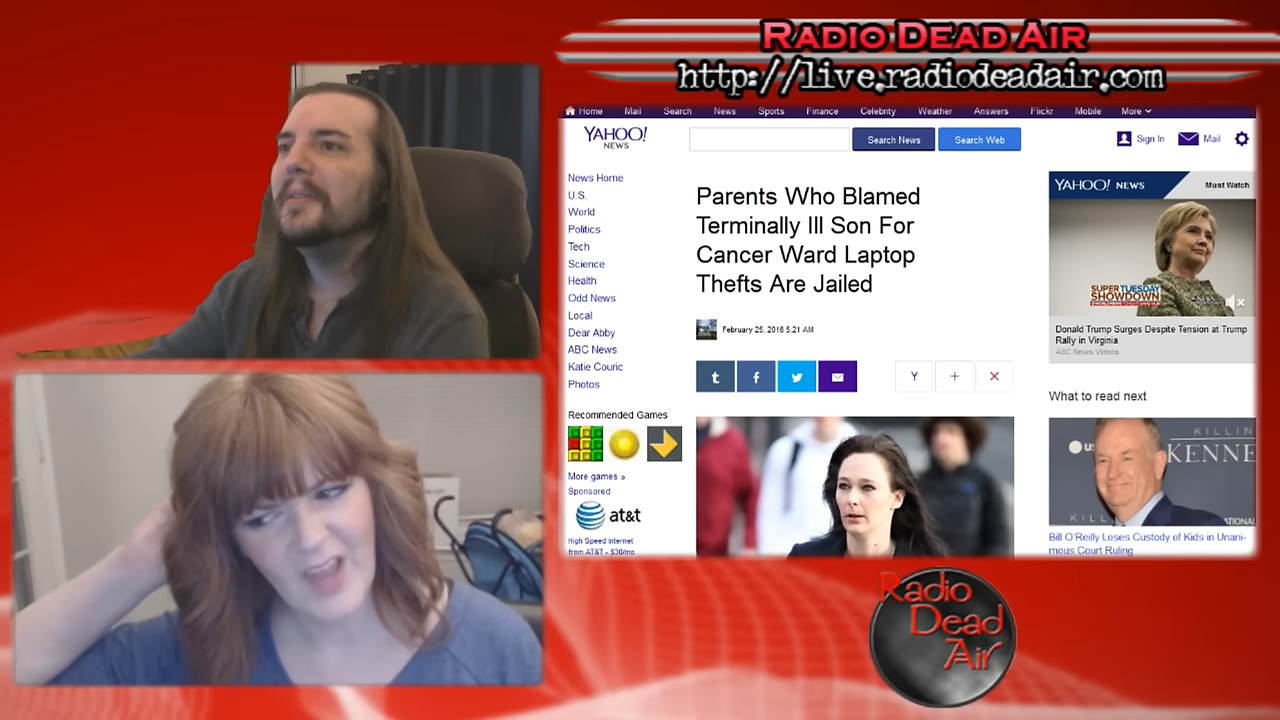 Radio Dead Air
http://live.radiodeadair.com
Home Mail Search News Sports Finance Celebrity Weather Answers Flickr Mobile More
YAHOO!
NEWS
Search News Search Web
Sign In Mail
News Home
U.S.
World
Politics
Tech
Science
Health
Odd News
Local
Dear Abby
ABC News
Katie Couric
Photos
Recommended Games
More games »
Sponsored
at&t
High Speed Internet
from AT&T - $30/mo
Parents Who Blamed
Terminally Ill Son For
Cancer Ward Laptop
Thefts Are Jailed
February 25, 2016 5:21 AM
t f Y + ✕
YAHOO! NEWS Must Watch
SUPER TUESDAY
SHOWDOWN
Donald Trump Surges Despite Tension at Trump
Rally in Virginia
ABC News Videos
What to read next
KILLIN
KENNE
KILL
ATIONAL
Bill O'Reilly Loses Custody of Kids in Unani-
mous Court Ruling
Radio
Dead
Air